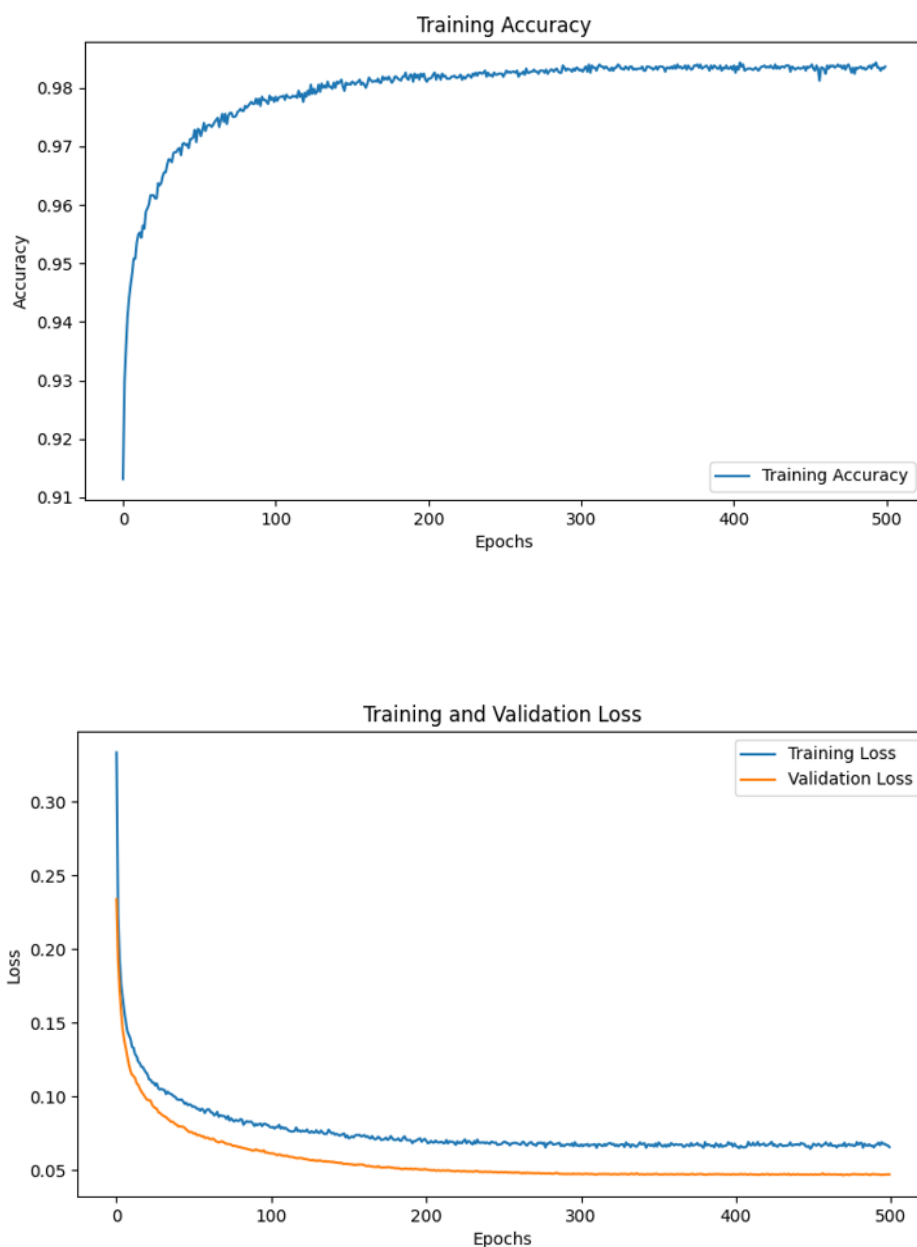 Training Accuracy
0.98
0.97
0.96
0.95
0.94
0.93
0.92
0.91
Accuracy
Training Accuracy
0 100 200 300 400 500
Epochs
Training and Validation Loss
Training Loss
Validation Loss
0.30
0.25
0.20
0.15
0.10
0.05
Loss
0 100 200 300 400 500
Epochs